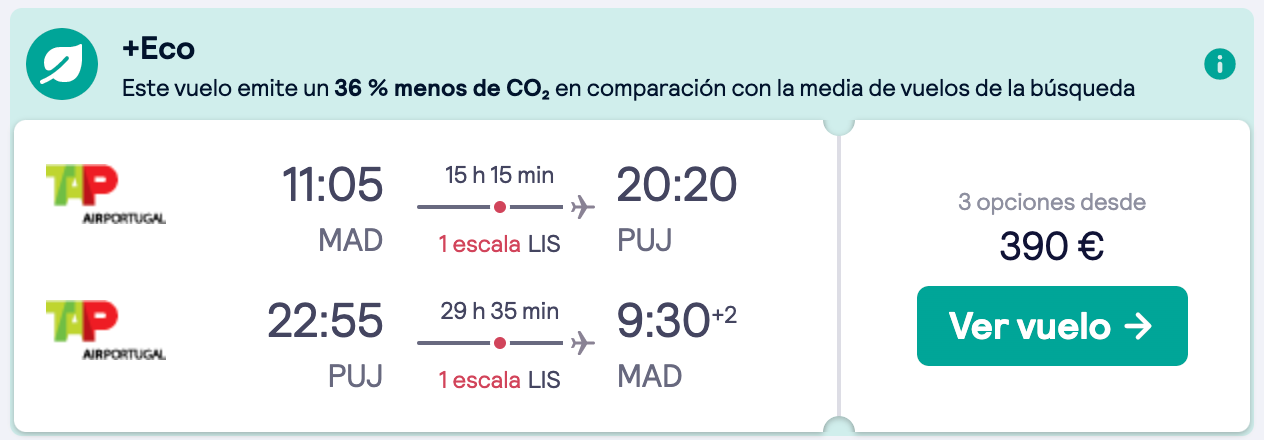 +Eco
Este vuelo emite un 36 % menos de CO₂ en comparación con la media de vuelos de la búsqueda
TAP
AIRPORTUGAL
11:05
15 h 15 min
20:20
MAD
1 escala LIS
PUJ
TAP
AIRPORTUGAL
22:55
29 h 35 min
9:30+2
PUJ
1 escala LIS
MAD
3 opciones desde
390 €
Ver vuelo →